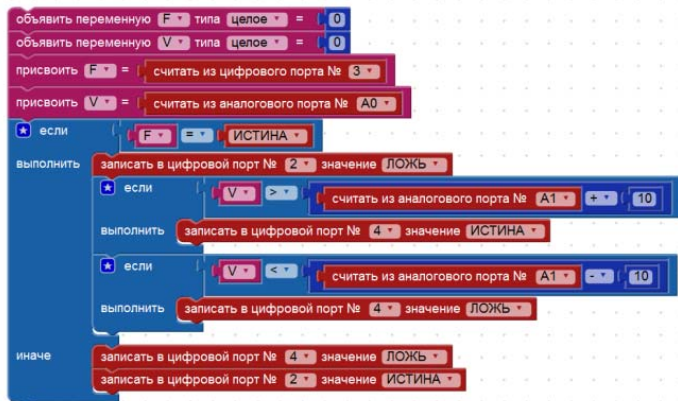 объявить переменную F типа целое = 0
объявить переменную V типа целое = 0
присвоить F = считать из цифрового порта № 3
присвоить V = считать из аналогового порта № A0
если F = ИСТИНА
выполнить записать в цифровой порт № 2 значение ЛОЖЬ
если V > считать из аналогового порта № A1 + 10
выполнить записать в цифровой порт № 4 значение ИСТИНА
если V < считать из аналогового порта № A1 - 10
выполнить записать в цифровой порт № 4 значение ЛОЖЬ
иначе записать в цифровой порт № 4 значение ЛОЖЬ
записать в цифровой порт № 2 значение ИСТИНА